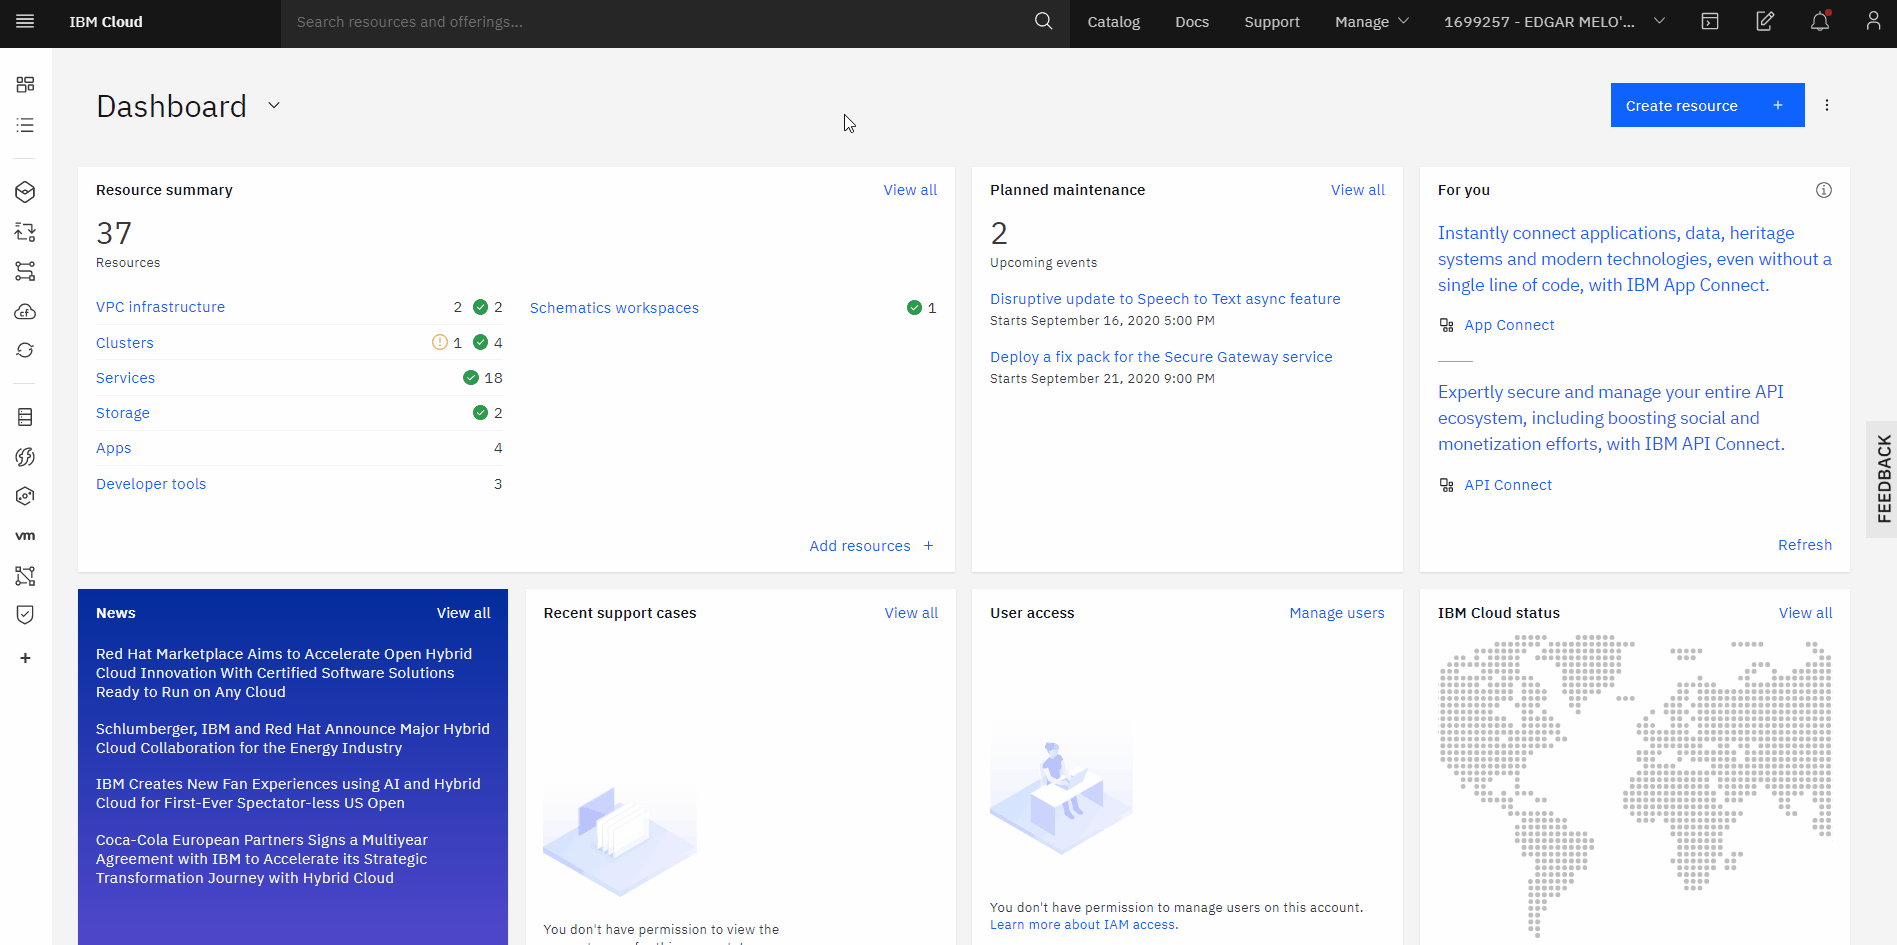 IBM Cloud
Search resources and offerings...
Catalog
Docs
Support
Manage
1699257 - EDGAR MELO'...
Dashboard
Create resource +
Resource summary
View all
37
Resources
VPC infrastructure 2 2
Clusters 1 4
Services 18
Storage 2
Apps 4
Developer tools 3
Schematics workspaces 1
Add resources +
Planned maintenance
View all
2
Upcoming events
Disruptive update to Speech to Text async feature
Starts September 16, 2020 5:00 PM
Deploy a fix pack for the Secure Gateway service
Starts September 21, 2020 9:00 PM
For you
Instantly connect applications, data, heritage
systems and modern technologies, even without a
single line of code, with IBM App Connect.
App Connect
Expertly secure and manage your entire API
ecosystem, including boosting social and
monetization efforts, with IBM API Connect.
API Connect
Refresh
FEEDBACK
vm
News
View all
Red Hat Marketplace Aims to Accelerate Open Hybrid
Cloud Innovation With Certified Software Solutions
Ready to Run on Any Cloud
Schlumberger, IBM and Red Hat Announce Major Hybrid
Cloud Collaboration for the Energy Industry
IBM Creates New Fan Experiences using AI and Hybrid
Cloud for First-Ever Spectator-less US Open
Coca-Cola European Partners Signs a Multiyear
Agreement with IBM to Accelerate its Strategic
Transformation Journey with Hybrid Cloud
Recent support cases
View all
You don't have permission to view the
User access
Manage users
You don't have permission to manage users on this account.
Learn more about IAM access.
IBM Cloud status
View all